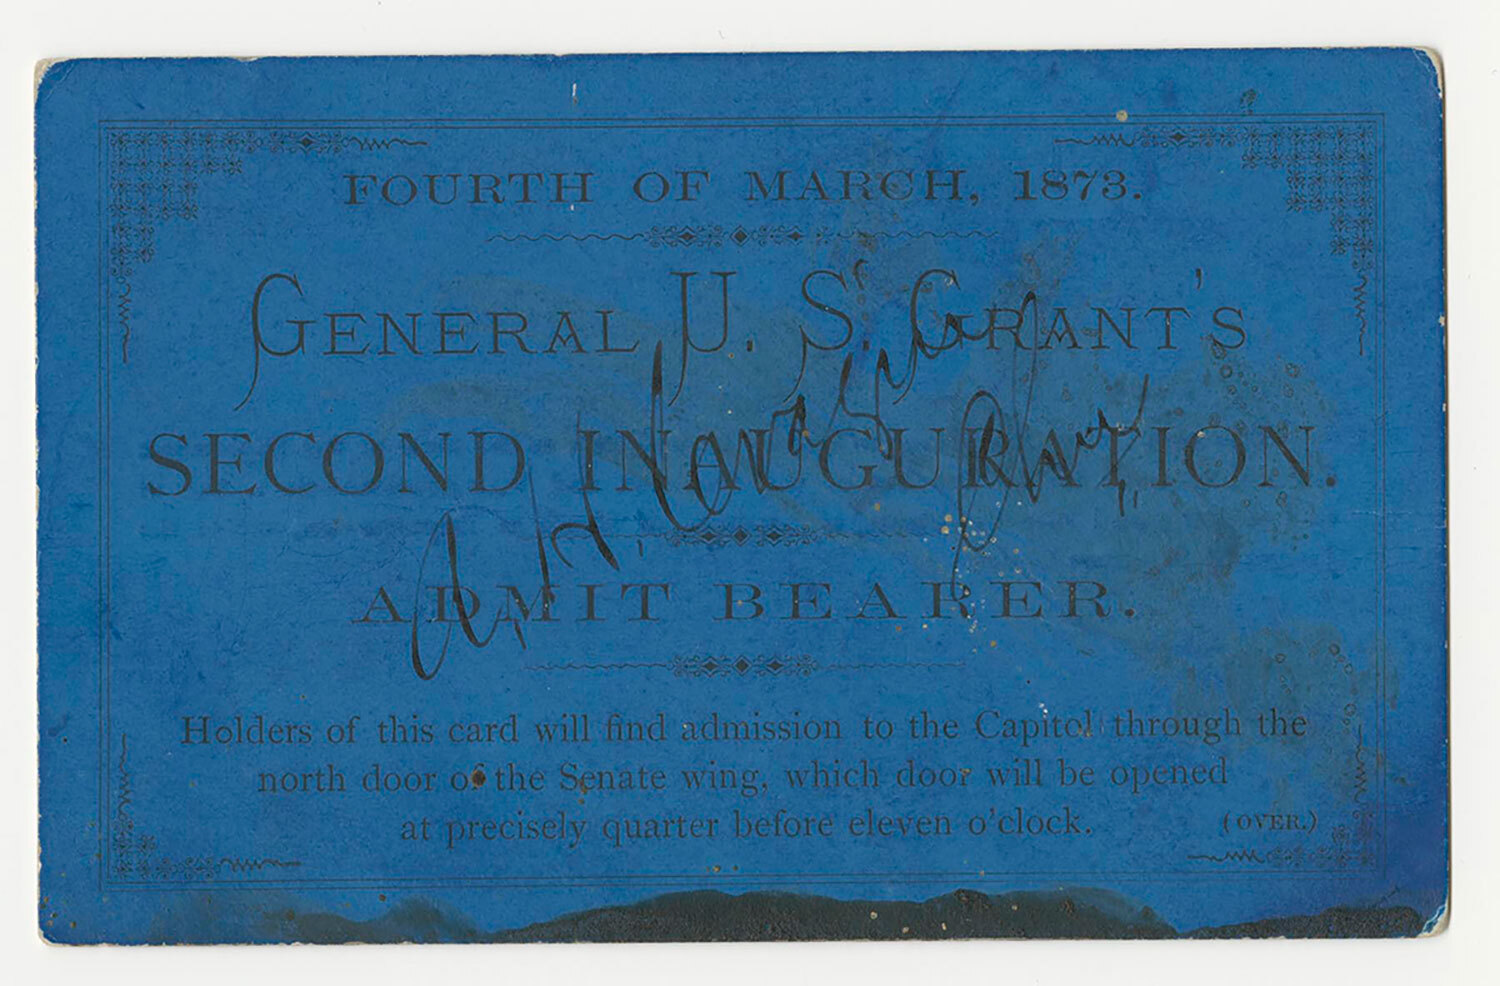 FOURTH OF MARCH, 1873.
GENERAL U. S. GRANT'S
SECOND INAUGURATION.
ADMIT BEARER.
Holders of this card will find admission to the Capitol through the
north door of the Senate wing, which door will be opened
at precisely quarter before eleven o'clock.
(OVER.)